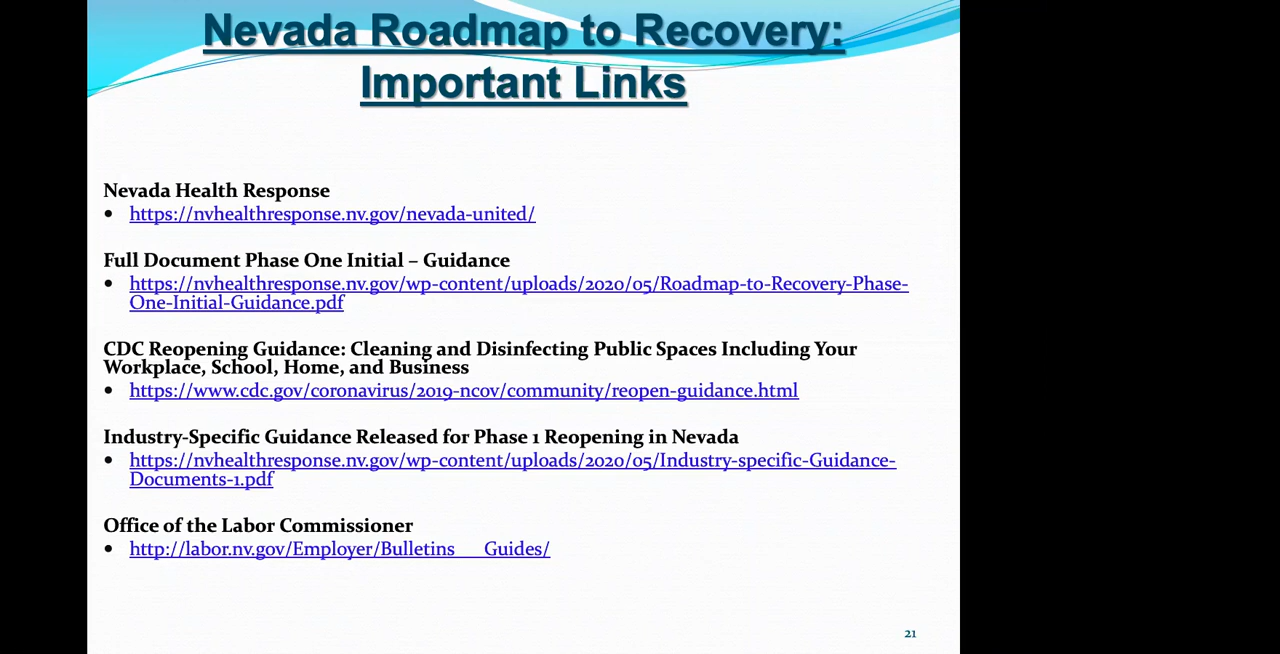 Nevada Roadmap to Recovery:
Important Links
Nevada Health Response
• https://nvhealthresponse.nv.gov/nevada-united/
Full Document Phase One Initial – Guidance
• https://nvhealthresponse.nv.gov/wp-content/uploads/2020/05/Roadmap-to-Recovery-Phase-
One-Initial-Guidance.pdf
CDC Reopening Guidance: Cleaning and Disinfecting Public Spaces Including Your
Workplace, School, Home, and Business
• https://www.cdc.gov/coronavirus/2019-ncov/community/reopen-guidance.html
Industry-Specific Guidance Released for Phase 1 Reopening in Nevada
• https://nvhealthresponse.nv.gov/wp-content/uploads/2020/05/Industry-specific-Guidance-
Documents-1.pdf
Office of the Labor Commissioner
• http://labor.nv.gov/Employer/Bulletins___Guides/
21